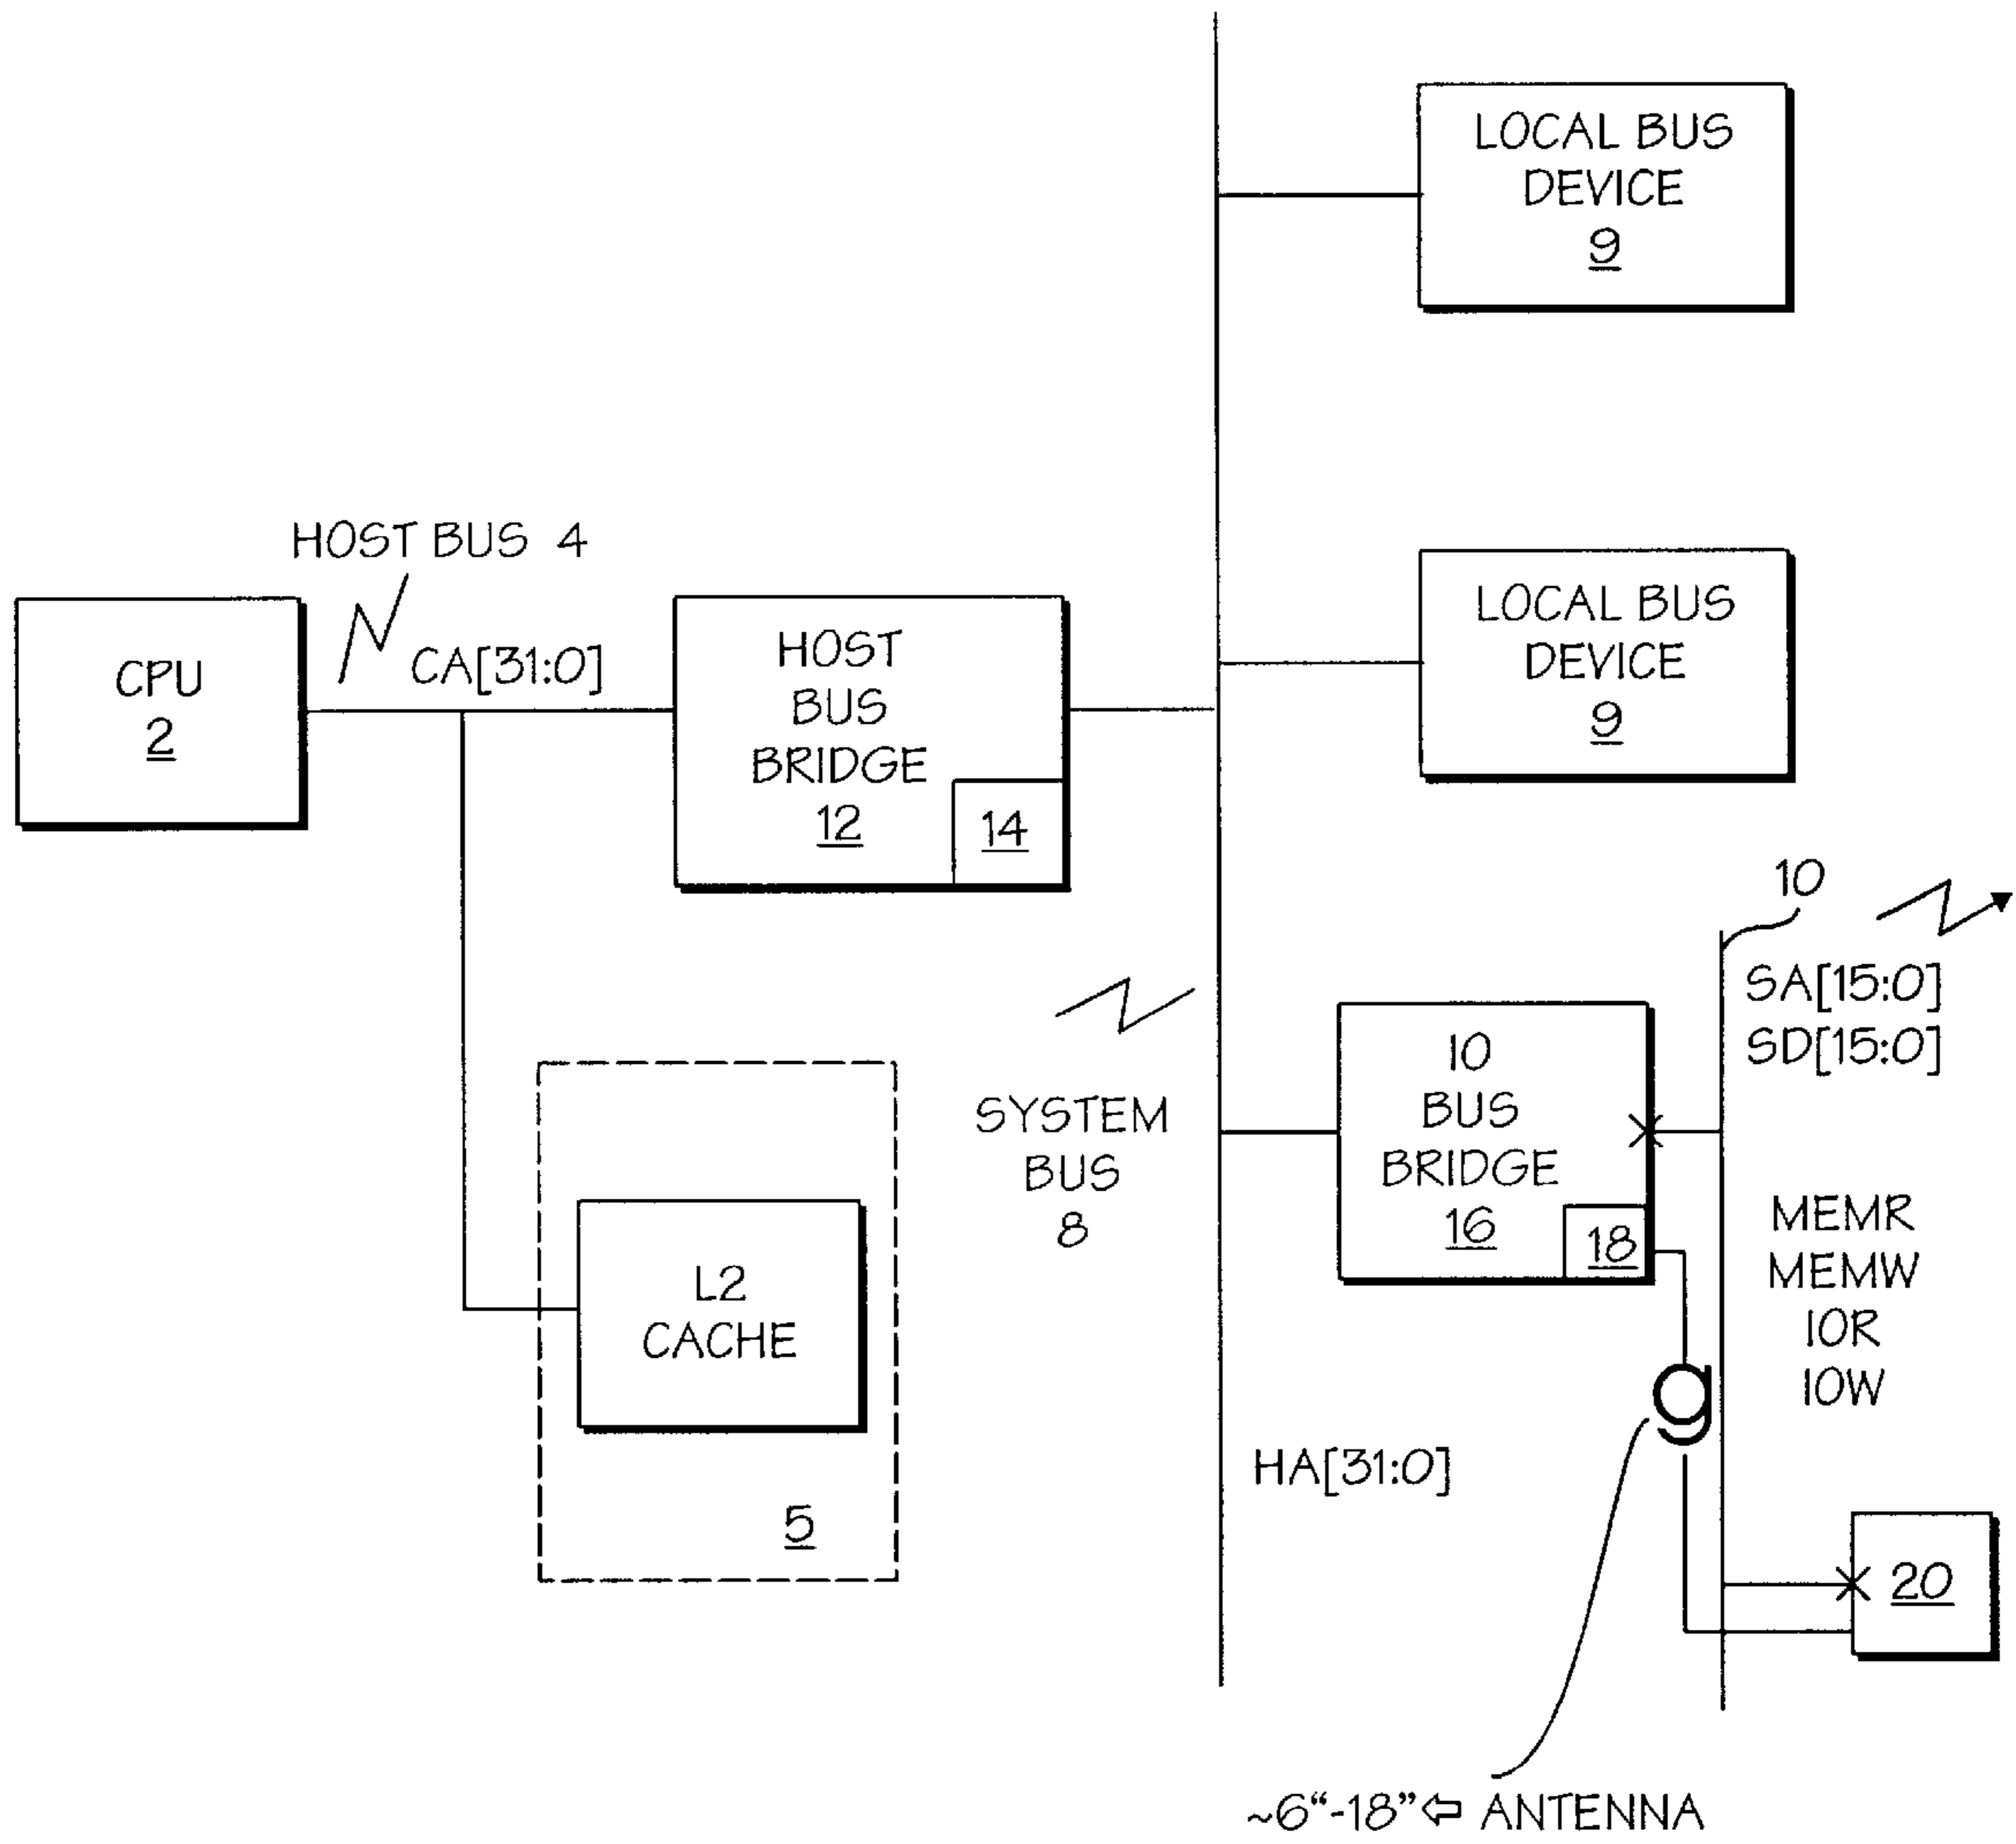 LOCAL BUS
DEVICE
9
HOST BUS 4
CPU
2
CA[31:0]
HOST
BUS
BRIDGE
12
14
LOCAL BUS
DEVICE
9
10
SA[15:0]
SD[15:0]
SYSTEM
BUS
8
IO
BUS
BRIDGE
16
18
MEMR
MEMW
IOR
IOW
L2
CACHE
5
HA[31:0]
20
~6“-18”⇦ ANTENNA